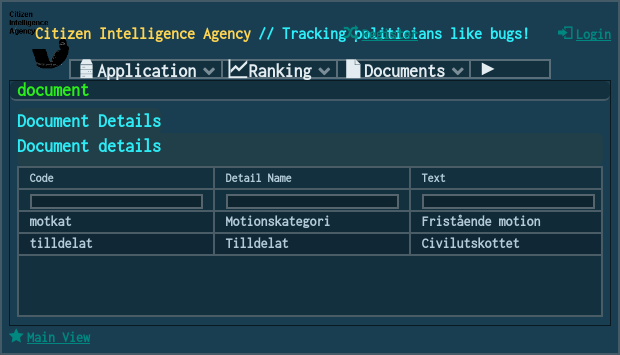 Citizen
Intelligence
Agency
Citizen Intelligence Agency // Tracking politicians like bugs!
Login
Application Ranking Documents
document
Document Details
Document details
Code Detail Name Text
motkat Motionskategori Fristående motion
tilldelat Tilldelat Civilutskottet
Main View